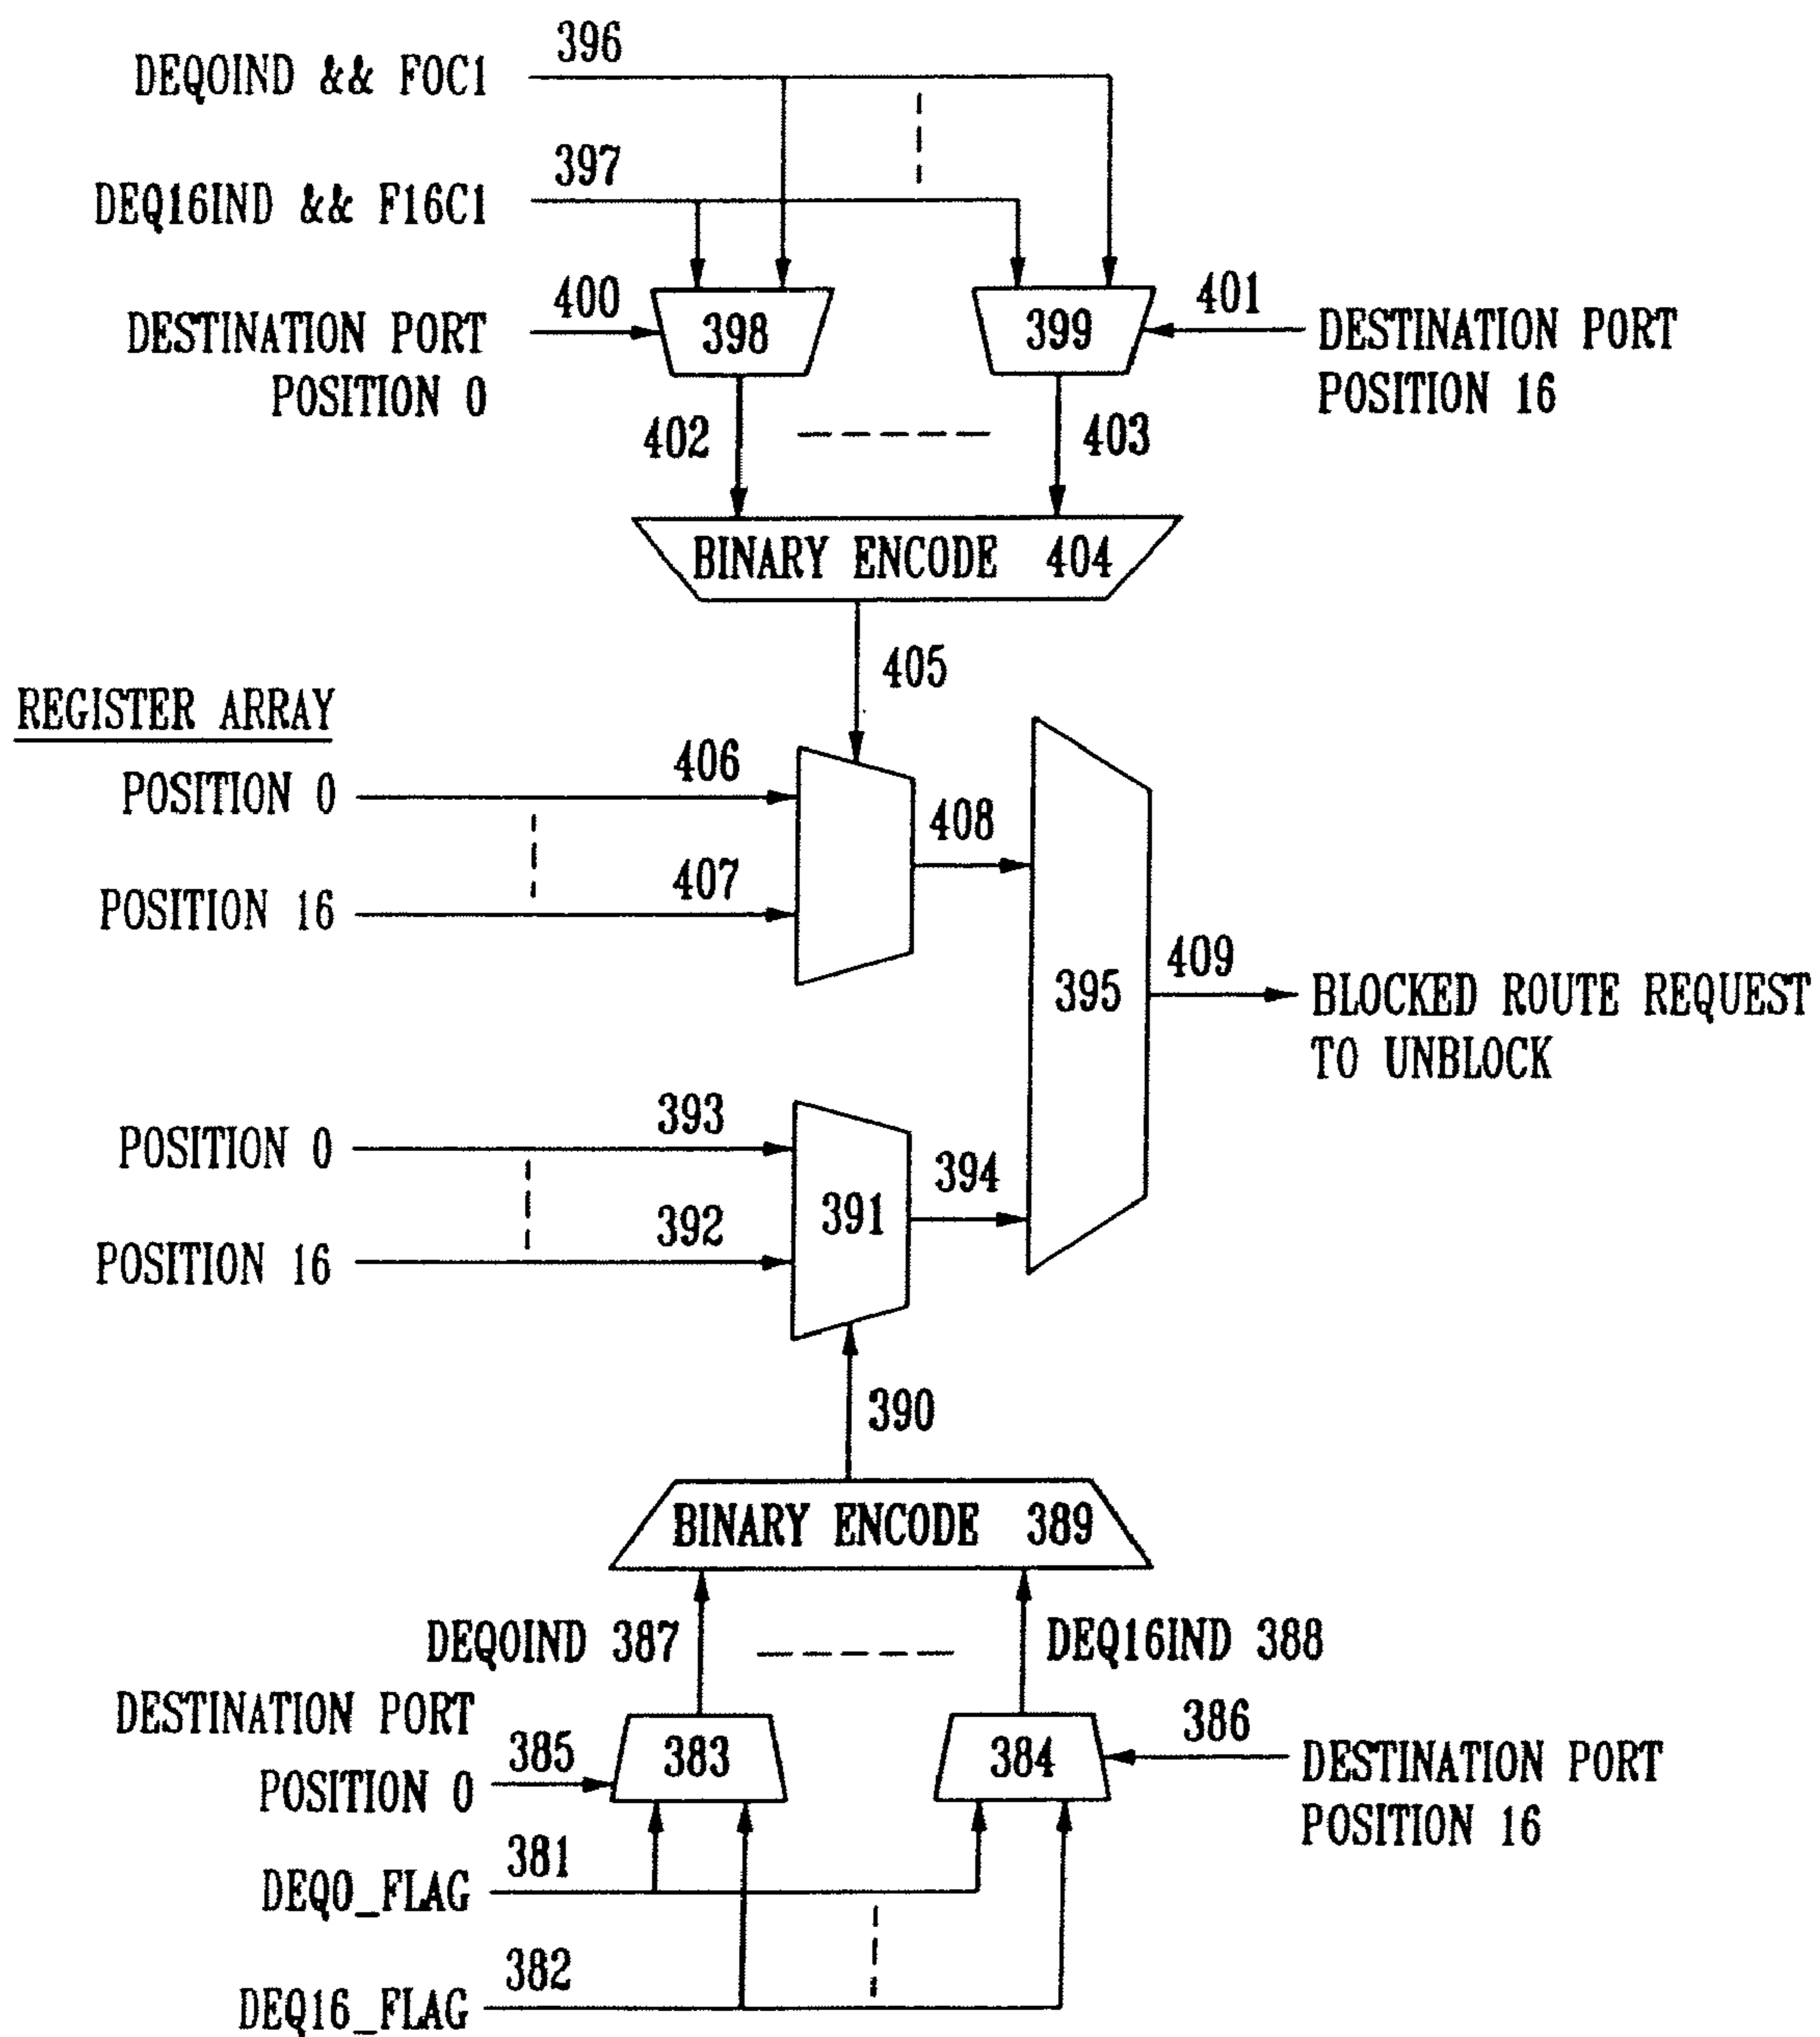 396
DEQ0IND && F0C1
397
DEQ16IND && F16C1
400
DESTINATION PORT
POSITION 0
398
399
401
DESTINATION PORT
POSITION 16
402
403
BINARY ENCODE 404
405
REGISTER ARRAY
POSITION 0
406
408
POSITION 16
407
395
409
BLOCKED ROUTE REQUEST
TO UNBLOCK
POSITION 0
393
391
394
POSITION 16
392
390
BINARY ENCODE 389
DEQ0IND 387
DEQ16IND 388
DESTINATION PORT
POSITION 0
385
383
384
386
DESTINATION PORT
POSITION 16
DEQ0_FLAG
381
DEQ16_FLAG
382